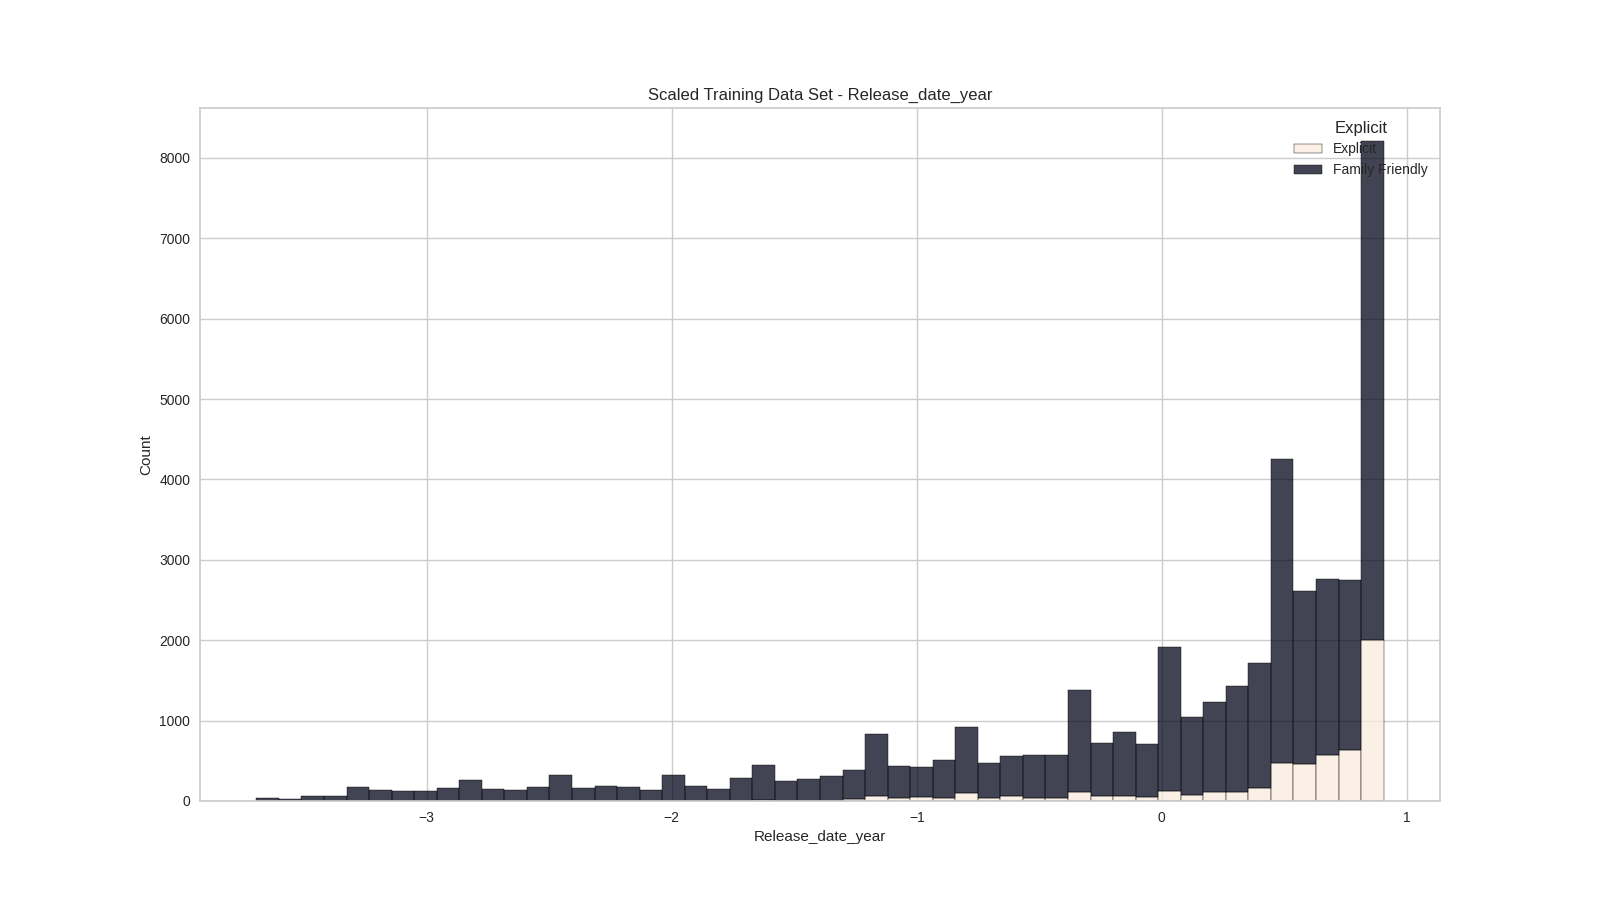 Scaled Training Data Set - Release_date_year
Explicit
Explicit
Family Friendly
8000
7000
6000
5000
4000
3000
2000
1000
0
Count
−3
−2
−1
0
1
Release_date_year